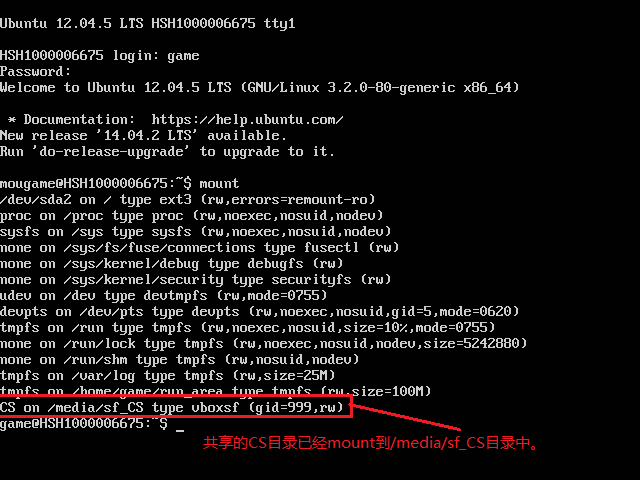 Ubuntu 12.04.5 LTS HSH1000006675 tty1
HSH1000006675 login: game
Password:
Welcome to Ubuntu 12.04.5 LTS (GNU/Linux 3.2.0-80-generic x86_64)
* Documentation:  https://help.ubuntu.com/
New release '14.04.2 LTS' available.
Run 'do-release-upgrade' to upgrade to it.
mougame@HSH1000006675:~$ mount
/dev/sda2 on / type ext3 (rw,errors=remount-ro)
proc on /proc type proc (rw,noexec,nosuid,nodev)
sysfs on /sys type sysfs (rw,noexec,nosuid,nodev)
none on /sys/fs/fuse/connections type fusectl (rw)
none on /sys/kernel/debug type debugfs (rw)
none on /sys/kernel/security type securityfs (rw)
udev on /dev type devtmpfs (rw,mode=0755)
devpts on /dev/pts type devpts (rw,noexec,nosuid,gid=5,mode=0620)
tmpfs on /run type tmpfs (rw,noexec,nosuid,size=10%,mode=0755)
none on /run/lock type tmpfs (rw,noexec,nosuid,nodev,size=5242880)
none on /run/shm type tmpfs (rw,nosuid,nodev)
tmpfs on /var/log type tmpfs (rw,size=25M)
tmpfs on /home/game/run_area type tmpfs (rw,size=100M)
CS on /media/sf_CS type vboxsf (gid=999,rw)
game@HSH1000006675:~$ _
共享的CS目录已经mount到/media/sf_CS目录中。